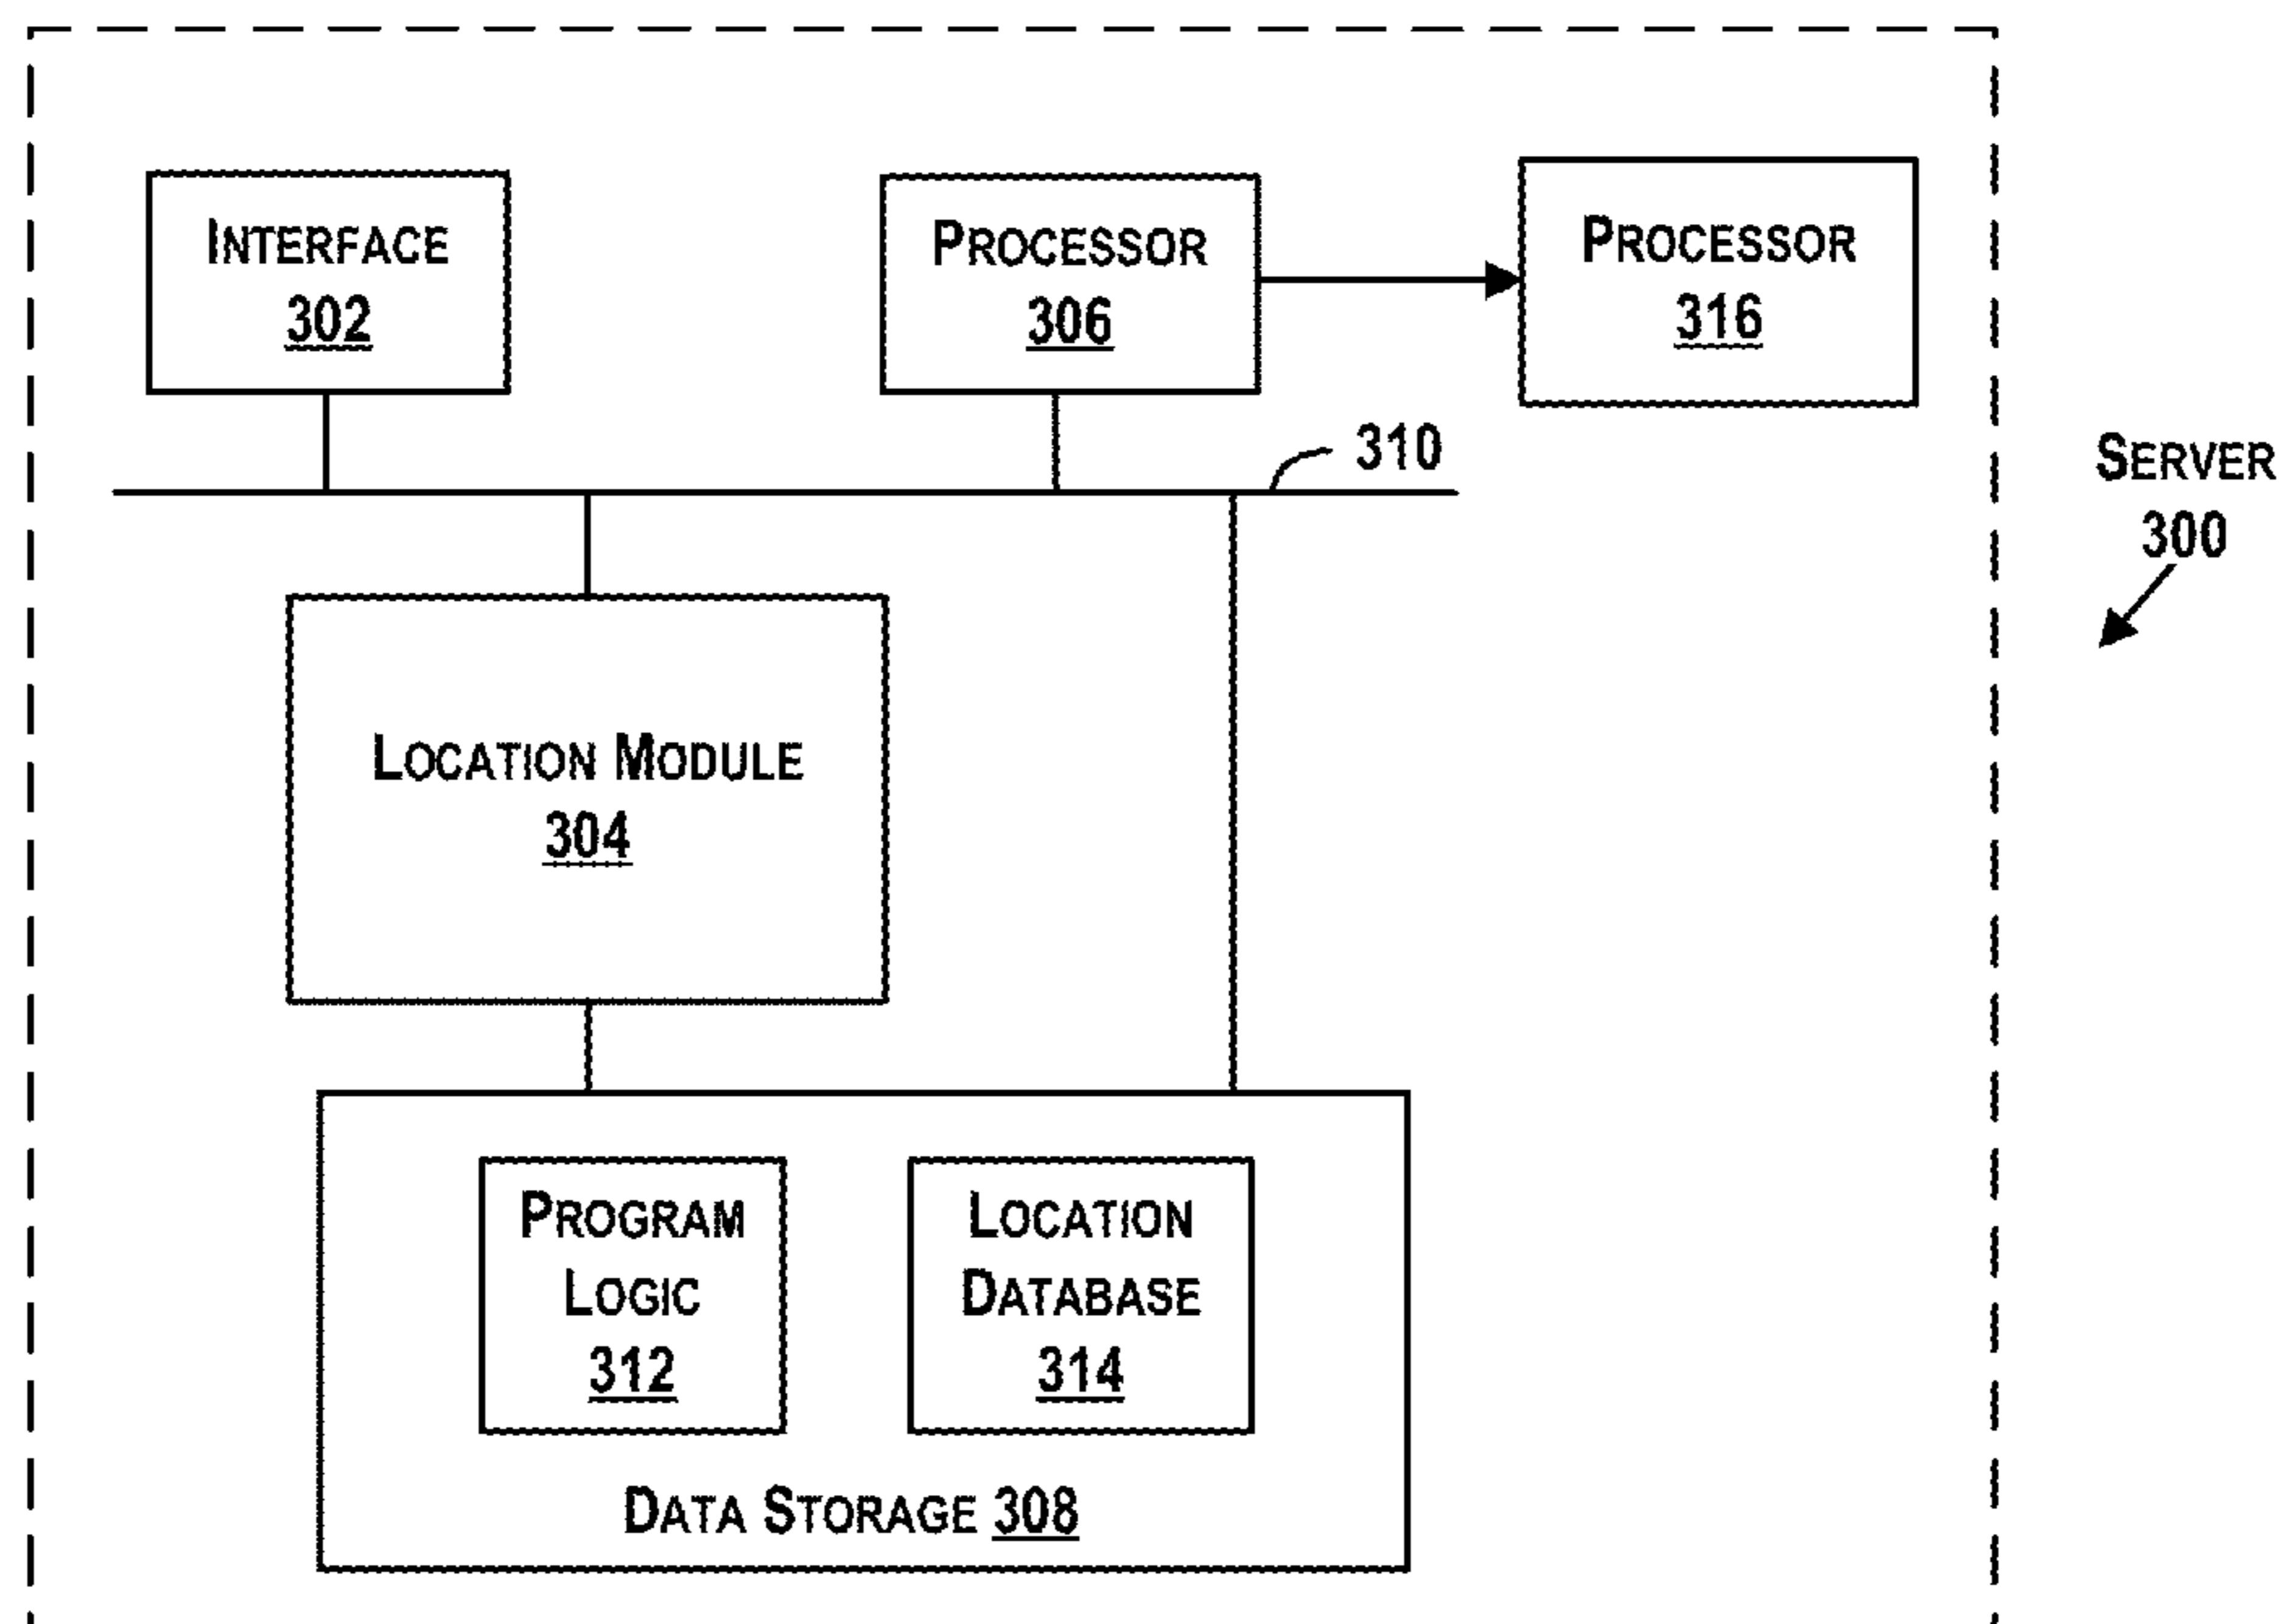 INTERFACE
302
PROCESSOR
306
PROCESSOR
316
310
SERVER
300
LOCATION MODULE
304
PROGRAM
LOGIC
312
LOCATION
DATABASE
314
DATA STORAGE 308